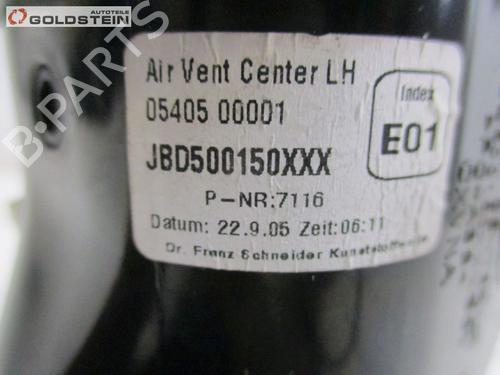 AUTOTEILE
GOLDSTEIN
Air Vent Center LH
05405 00001
Index
E01
JBD500150XXX
P-NR:7116
Datum: 22.9.05 Zeit:06:11
Dr. Franz Schneider
B-Parts